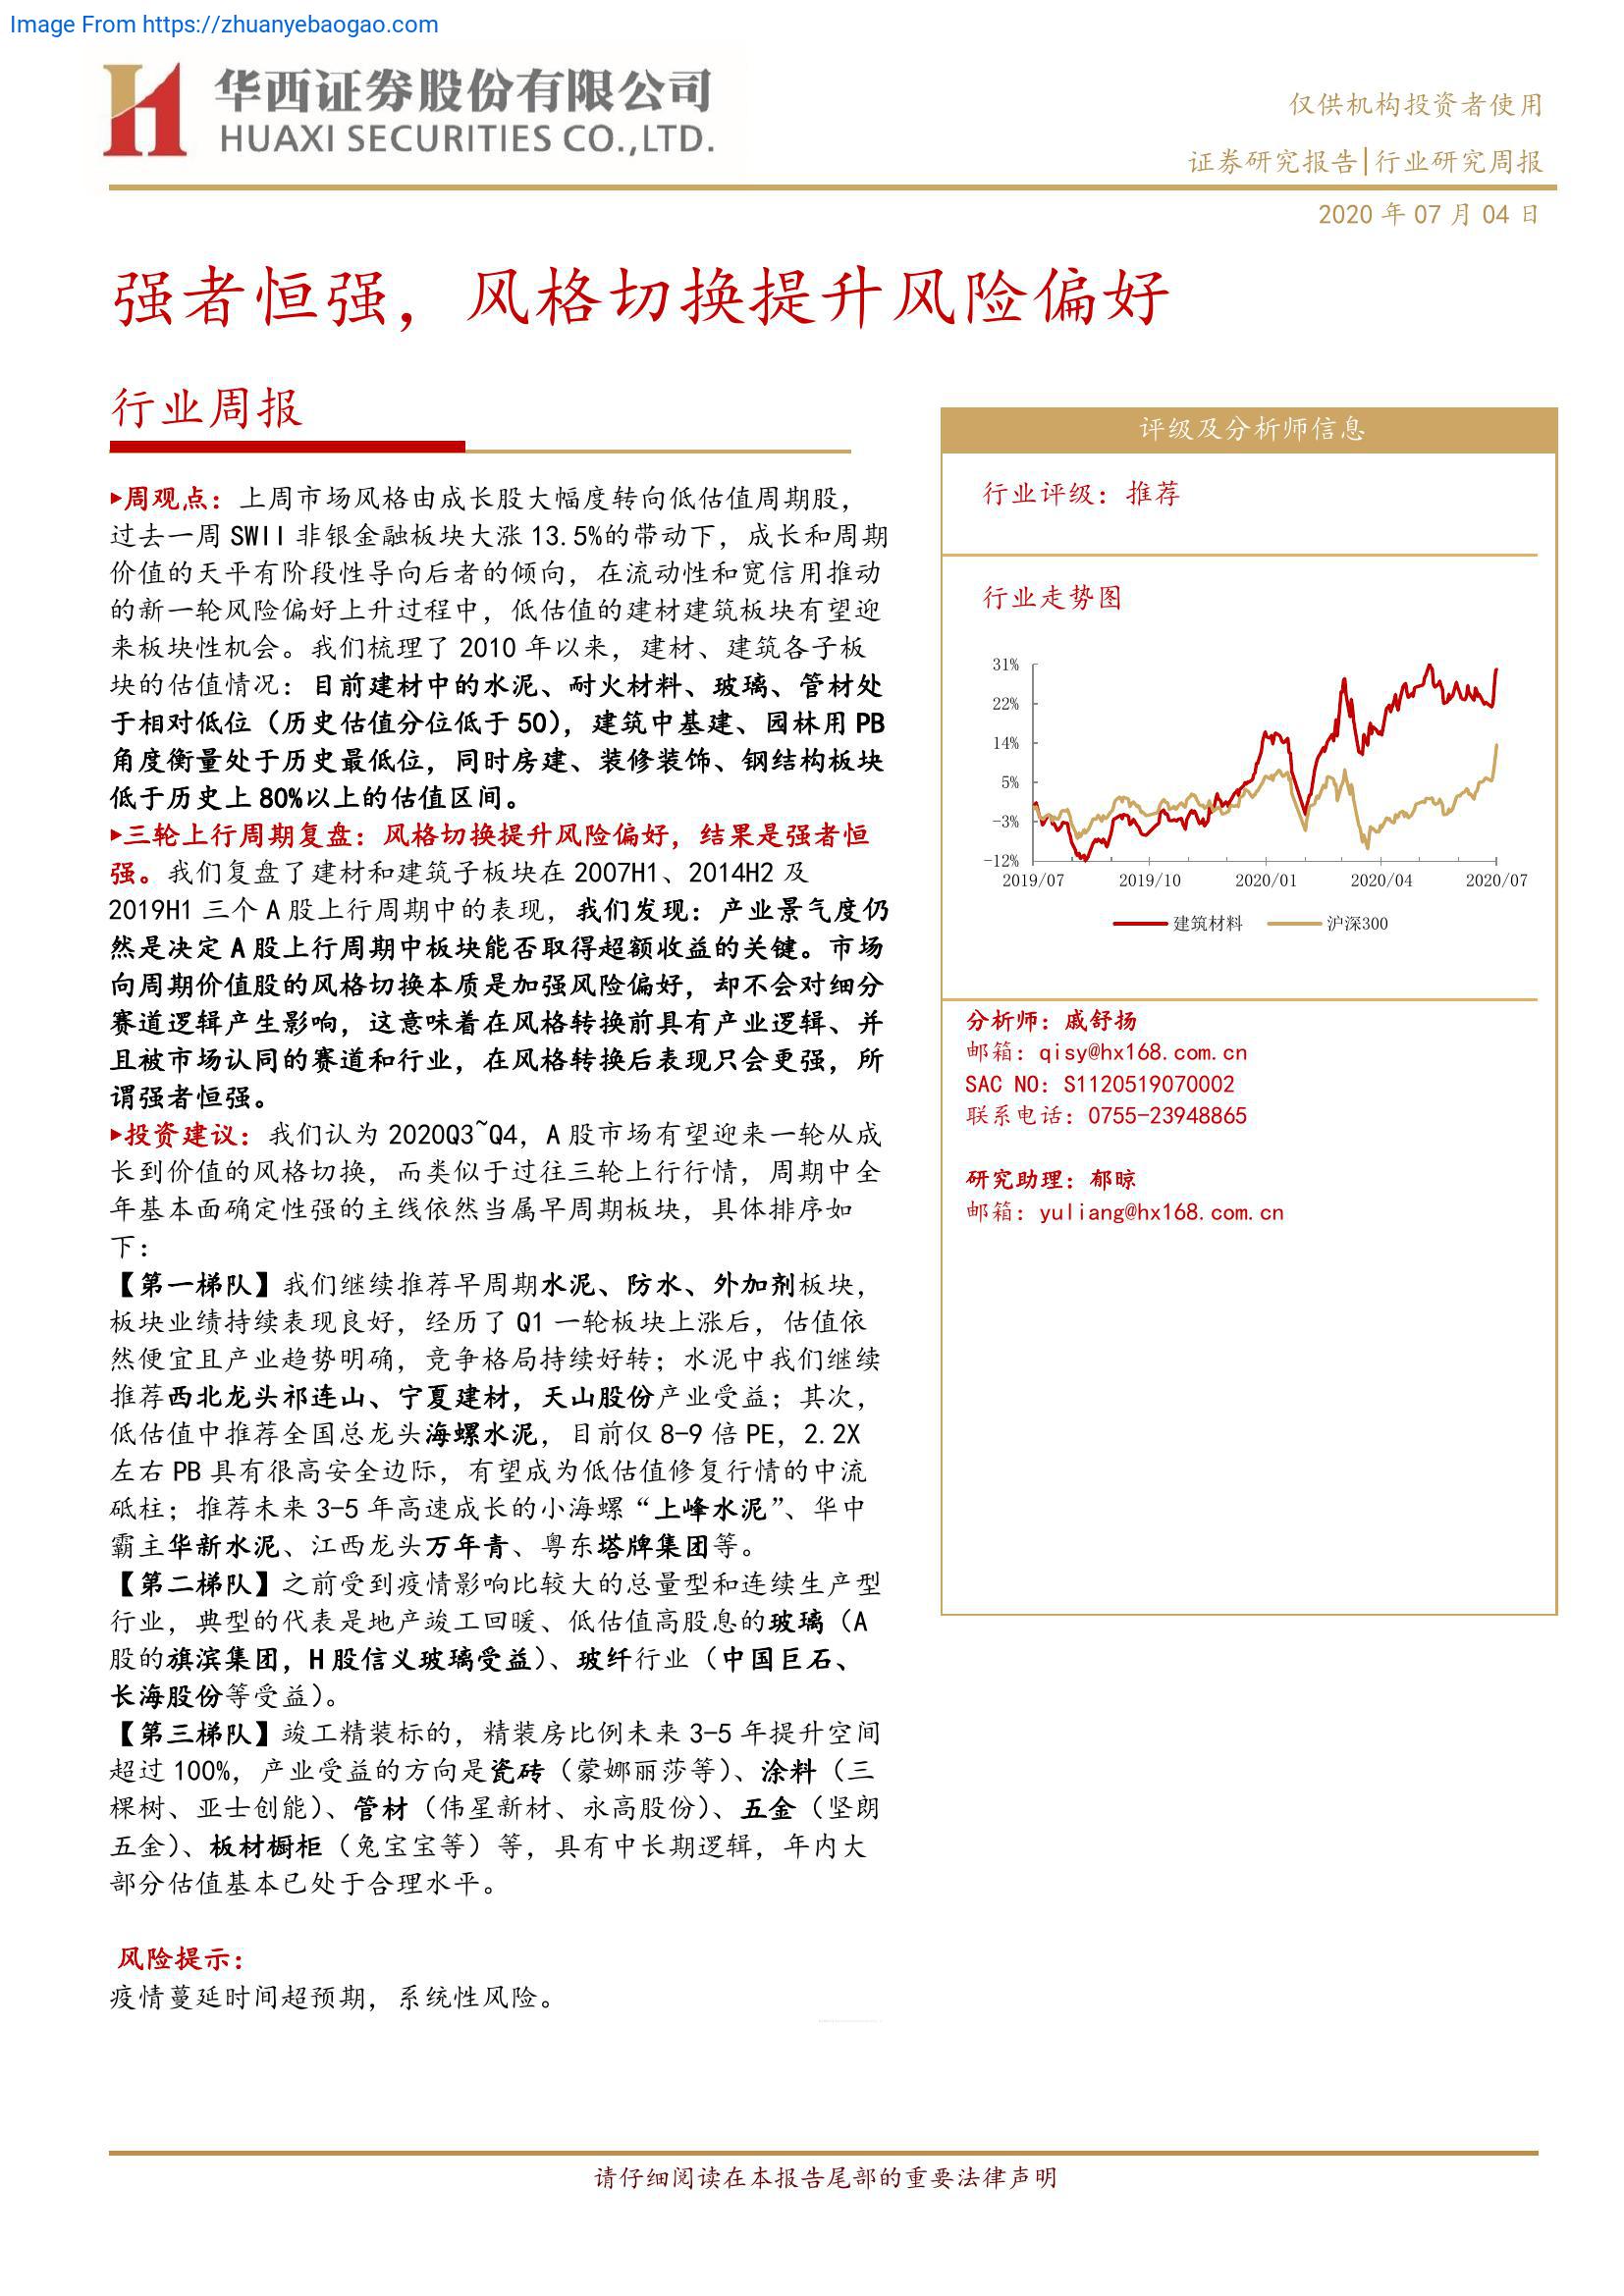 Image From https://zhuanyebaogao.com
华西证券股份有限公司
HUAXI SECURITIES CO.,LTD.
仅供机构投资者使用
证券研究报告|行业研究周报
2020 年 07 月 04 日
强者恒强，风格切换提升风险偏好
行业周报
▸周观点：上周市场风格由成长股大幅度转向低估值周期股，
过去一周 SWII 非银金融板块大涨 13.5%的带动下，成长和周期
价值的天平有阶段性导向后者的倾向，在流动性和宽信用推动
的新一轮风险偏好上升过程中，低估值的建材建筑板块有望迎
来板块性机会。我们梳理了 2010 年以来，建材、建筑各子板
块的估值情况：目前建材中的水泥、耐火材料、玻璃、管材处
于相对低位（历史估值分位低于 50），建筑中基建、园林用 PB
角度衡量处于历史最低位，同时房建、装修装饰、钢结构板块
低于历史上 80%以上的估值区间。
▸三轮上行周期复盘：风格切换提升风险偏好，结果是强者恒
强。我们复盘了建材和建筑子板块在 2007H1、2014H2 及
2019H1 三个 A 股上行周期中的表现，我们发现：产业景气度仍
然是决定 A 股上行周期中板块能否取得超额收益的关键。市场
向周期价值股的风格切换本质是加强风险偏好，却不会对细分
赛道逻辑产生影响，这意味着在风格转换前具有产业逻辑、并
且被市场认同的赛道和行业，在风格转换后表现只会更强，所
谓强者恒强。
▸投资建议：我们认为 2020Q3~Q4，A 股市场有望迎来一轮从成
长到价值的风格切换，而类似于过往三轮上行行情，周期中全
年基本面确定性强的主线依然当属早周期板块，具体排序如
下：
【第一梯队】我们继续推荐早周期水泥、防水、外加剂板块，
板块业绩持续表现良好，经历了 Q1 一轮板块上涨后，估值依
然便宜且产业趋势明确，竞争格局持续好转；水泥中我们继续
推荐西北龙头祁连山、宁夏建材，天山股份产业受益；其次，
低估值中推荐全国总龙头海螺水泥，目前仅 8-9 倍 PE，2.2X
左右 PB 具有很高安全边际，有望成为低估值修复行情的中流
砥柱；推荐未来 3-5 年高速成长的小海螺“上峰水泥”、华中
霸主华新水泥、江西龙头万年青、粤东塔牌集团等。
【第二梯队】之前受到疫情影响比较大的总量型和连续生产型
行业，典型的代表是地产竣工回暖、低估值高股息的玻璃（A
股的旗滨集团，H 股信义玻璃受益）、玻纤行业（中国巨石、
长海股份等受益）。
【第三梯队】竣工精装标的，精装房比例未来 3-5 年提升空间
超过 100%，产业受益的方向是瓷砖（蒙娜丽莎等）、涂料（三
棵树、亚士创能）、管材（伟星新材、永高股份）、五金（坚朗
五金）、板材橱柜（兔宝宝等）等，具有中长期逻辑，年内大
部分估值基本已处于合理水平。
风险提示：
疫情蔓延时间超预期，系统性风险。
评级及分析师信息
行业评级：推荐
行业走势图
31%
22%
14%
5%
-3%
-12%
2019/07 2019/10 2020/01 2020/04 2020/07
建筑材料 沪深300
分析师：戚舒扬
邮箱：qisy@hx168.com.cn
SAC NO：S1120519070002
联系电话：0755-23948865
研究助理：郁晾
邮箱：yuliang@hx168.com.cn
请仔细阅读在本报告尾部的重要法律声明